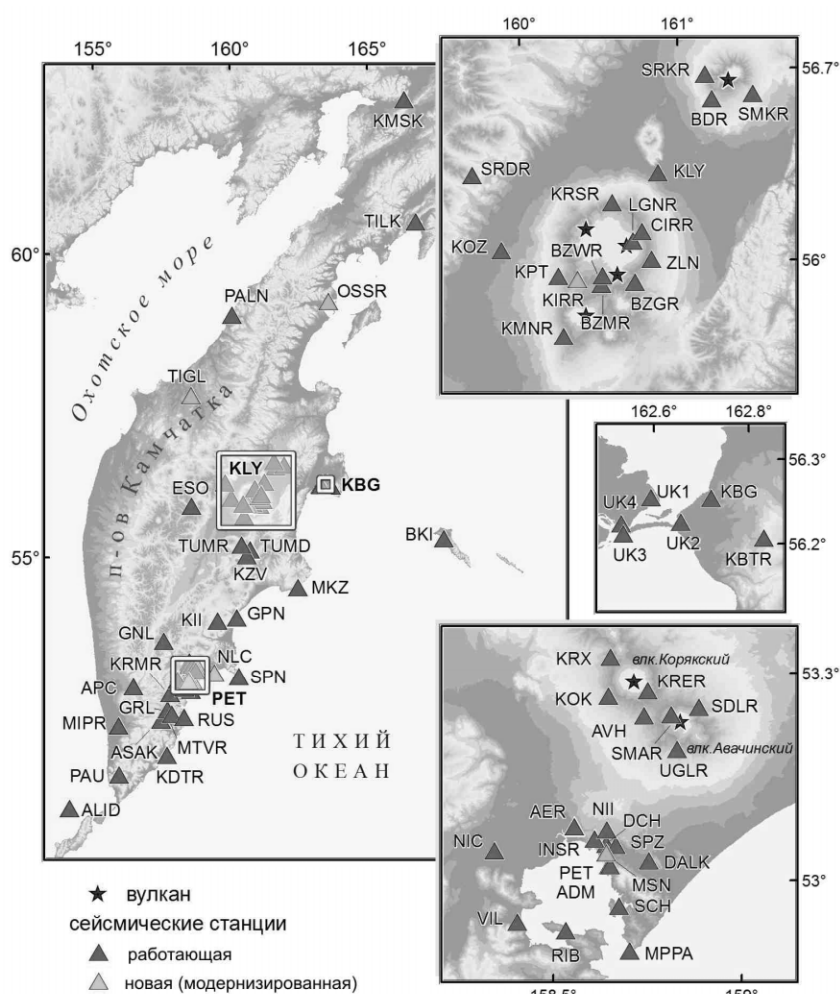 155° 160° 165°
60°
55°
KMSK
TILK
OSSR
PALN
TIGL
Охотское море
п-ов Камчатка
KLY
KBG
ESO
BKI
TUMR
TUMD
KZV
MKZ
KII
GPN
GNL
KRMR
NLC
APC
SPN
GRL
PET
MIPR
RUS
ASAK
MTVR
PAU
KDTR
ALID
ТИХИЙ
ОКЕАН
вулкан
сейсмические станции
работающая
новая (модернизированная)
160° 161°
56.7°
56°
SRKR
BDR
SMKR
SRDR
KLY
KRSR
LGNR
CIRR
KOZ
BZWR
KPT
ZLN
KIRR
BZGR
BZMR
KMNR
162.6° 162.8°
56.3°
56.2°
UK4
UK1
KBG
UK3
UK2
KBTR
KRX
влк.Корякский
53.3°
KRER
KOK
SDLR
AVH
SMAR
влк.Авачинский
UGLR
AER
NII
DCH
NIC
INSR
SPZ
DALK
PET
MSN
ADM
53°
SCH
VIL
RIB
MPPA
158.5° 159°